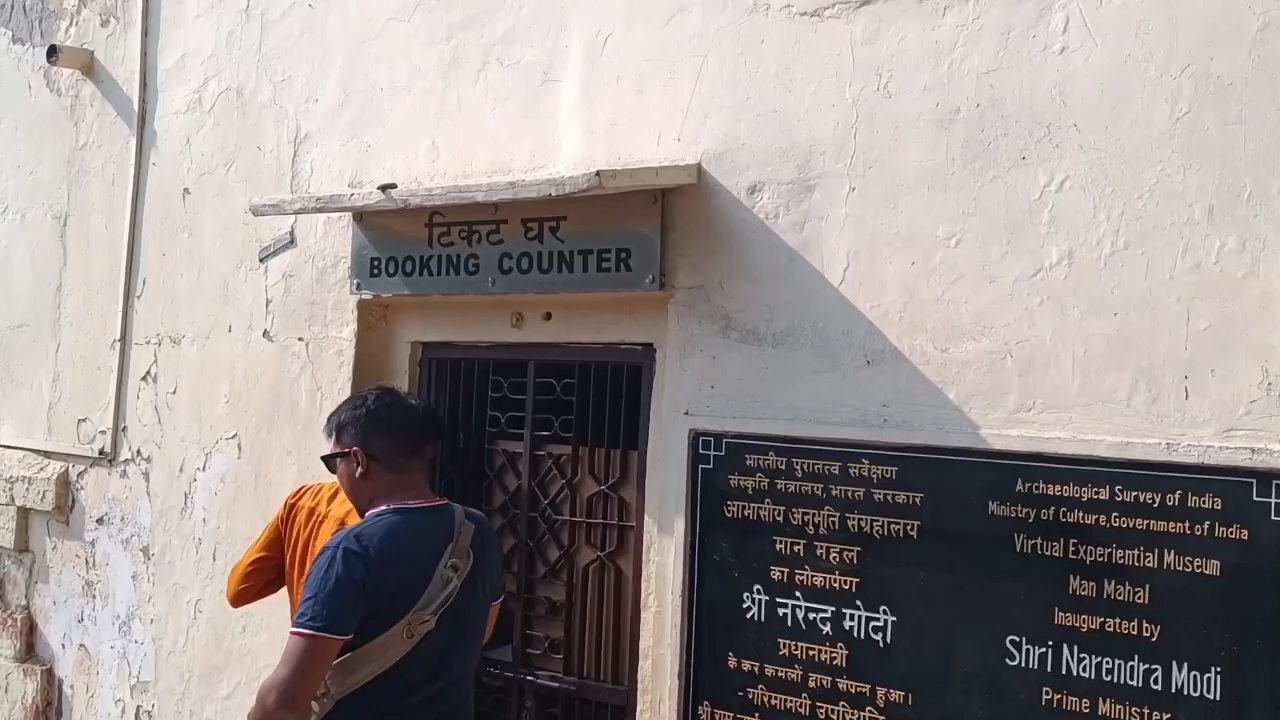 टिकट घर
BOOKING COUNTER
भारतीय पुरातत्व सर्वेक्षण
संस्कृति मंत्रालय, भारत सरकार
आभासीय अनुभूति संग्रहालय
मान महल
का लोकार्पण
श्री नरेन्द्र मोदी
प्रधानमंत्री
के कर कमलों द्वारा संपन्न हुआ।
- गरिमामयी उपस्थिति
श्री राम
Archaeological Survey of India
Ministry of Culture,Government of India
Virtual Experiential Museum
Man Mahal
Inaugurated by
Shri Narendra Modi
Prime Minister